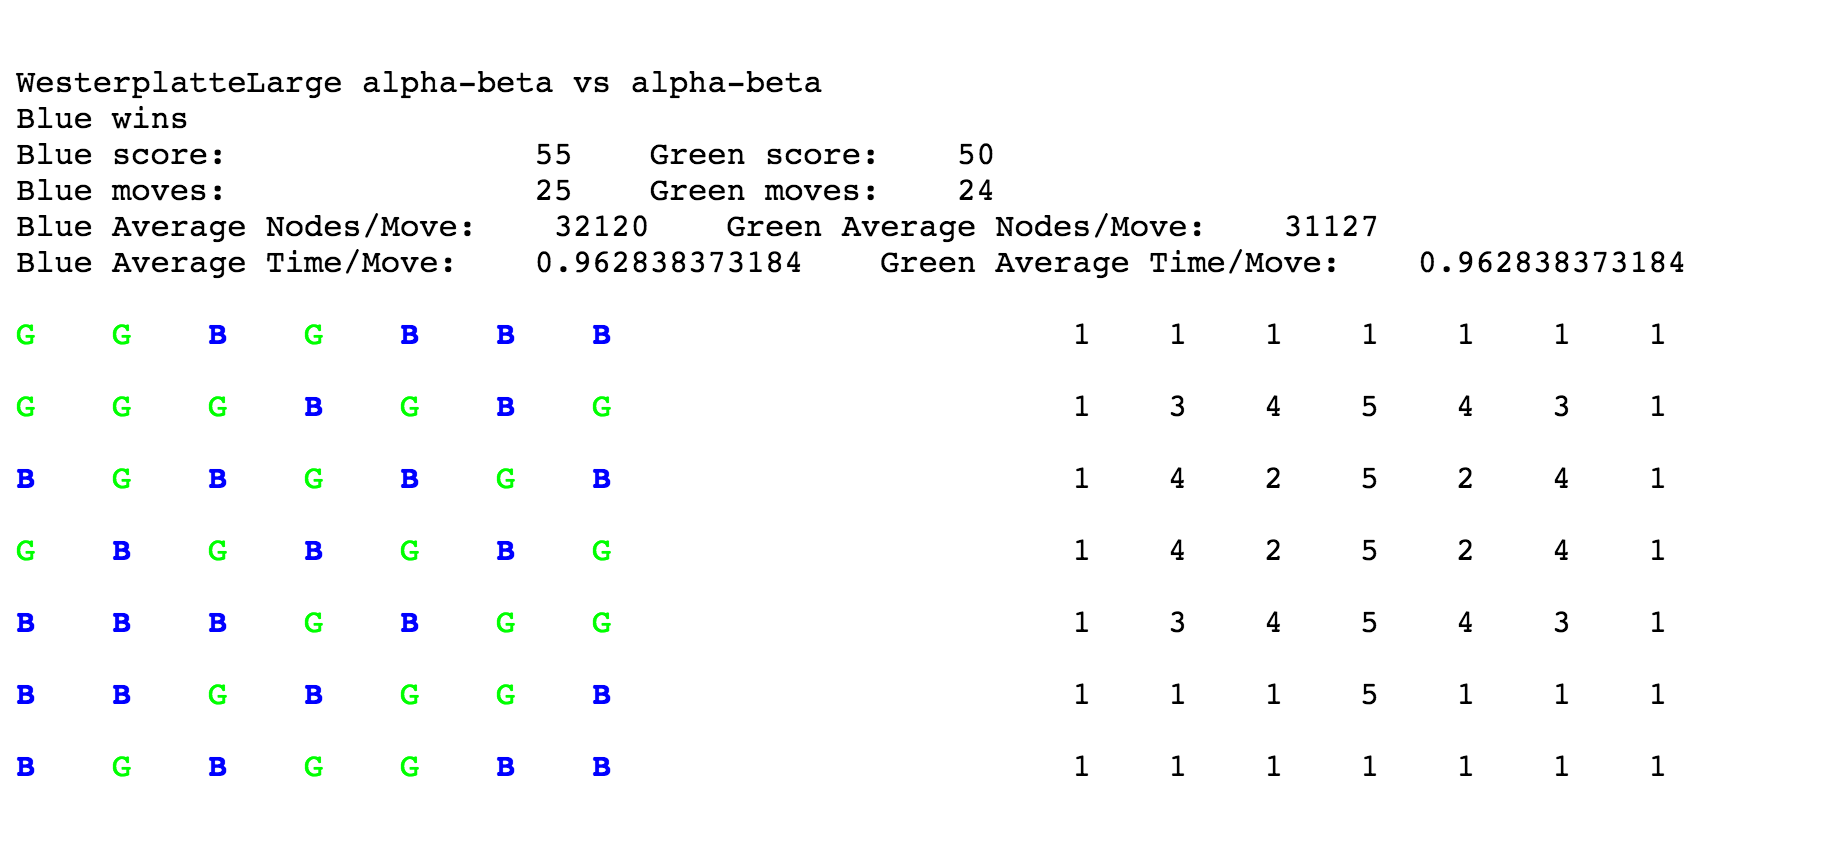 WesterplatteLarge alpha-beta vs alpha-beta
Blue wins
Blue score: 55 Green score: 50
Blue moves: 25 Green moves: 24
Blue Average Nodes/Move: 32120 Green Average Nodes/Move: 31127
Blue Average Time/Move: 0.962838373184 Green Average Time/Move: 0.962838373184
G G B G B B B 1 1 1 1 1 1 1
G G G B G B G 1 3 4 5 4 3 1
B G B G B G B 1 4 2 5 2 4 1
G B G B G B G 1 4 2 5 2 4 1
B B B G B G G 1 3 4 5 4 3 1
B B G B G G B 1 1 1 5 1 1 1
B G B G G B B 1 1 1 1 1 1 1